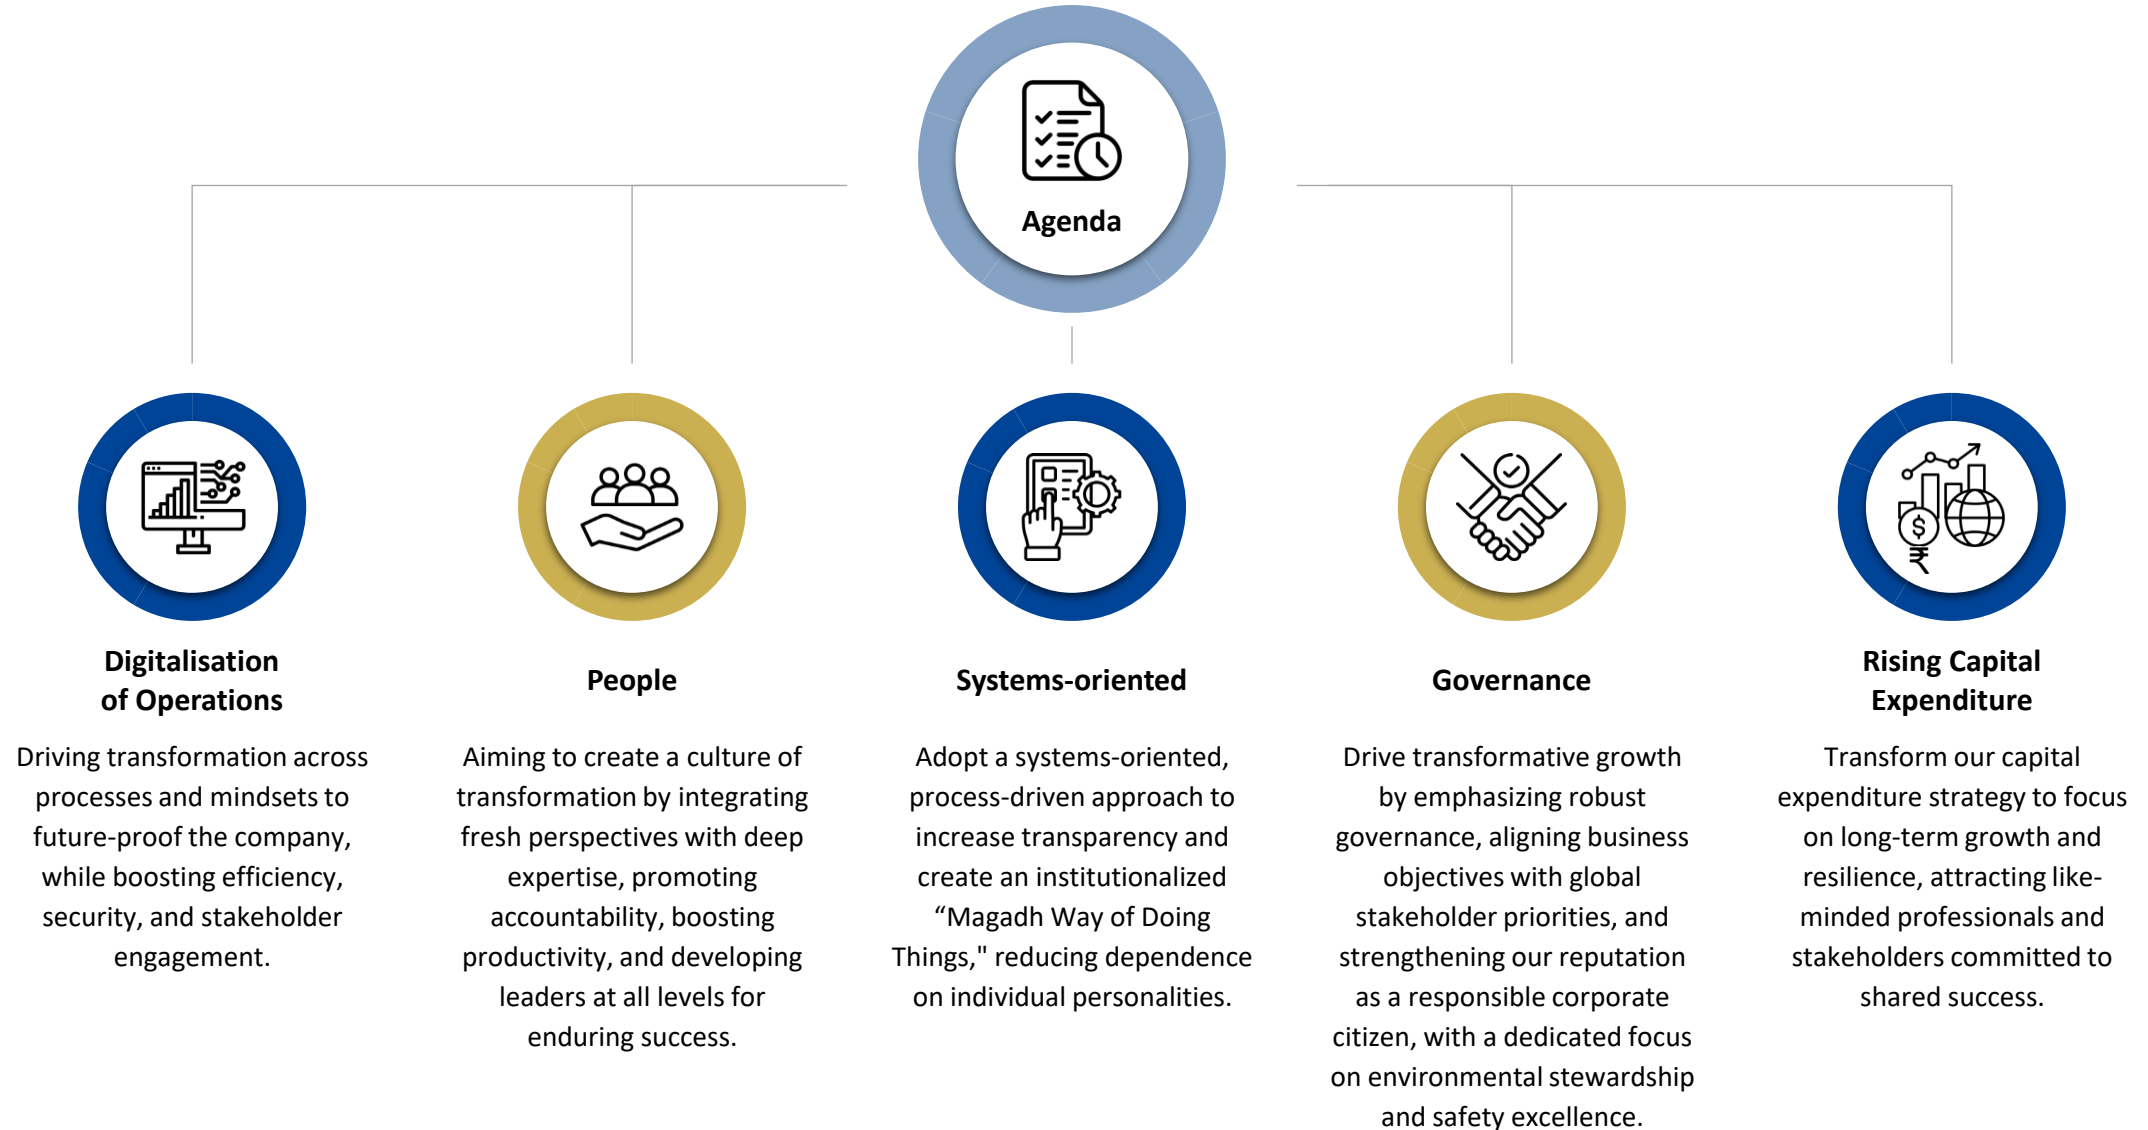 Agenda
Digitalisation
of Operations
Driving transformation across
processes and mindsets to
future-proof the company,
while boosting efficiency,
security, and stakeholder
engagement.
People
Aiming to create a culture of
transformation by integrating
fresh perspectives with deep
expertise, promoting
accountability, boosting
productivity, and developing
leaders at all levels for
enduring success.
Systems-oriented
Adopt a systems-oriented,
process-driven approach to
increase transparency and
create an institutionalized
“Magadh Way of Doing
Things," reducing dependence
on individual personalities.
Governance
Drive transformative growth
by emphasizing robust
governance, aligning business
objectives with global
stakeholder priorities, and
strengthening our reputation
as a responsible corporate
citizen, with a dedicated focus
on environmental stewardship
and safety excellence.
$
₹
Rising Capital
Expenditure
Transform our capital
expenditure strategy to focus
on long-term growth and
resilience, attracting like-
minded professionals and
stakeholders committed to
shared success.